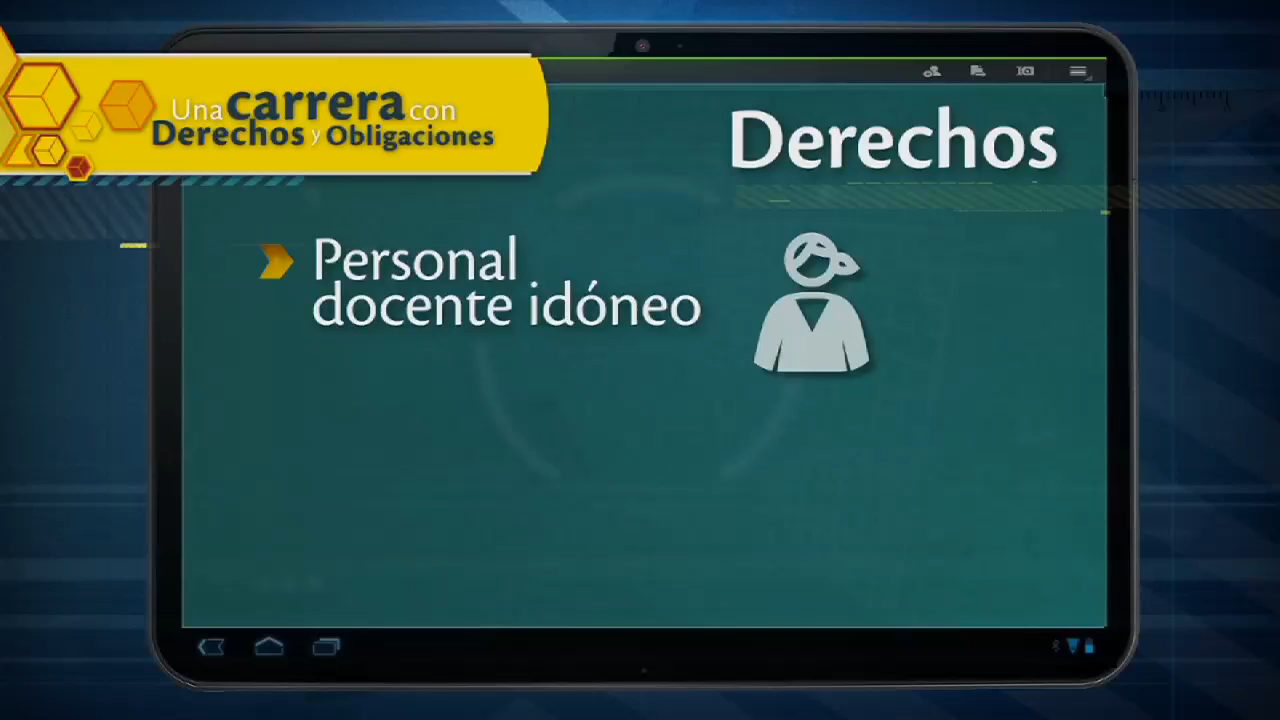 Una carrera con
Derechos y Obligaciones
Derechos
Personal
docente idóneo